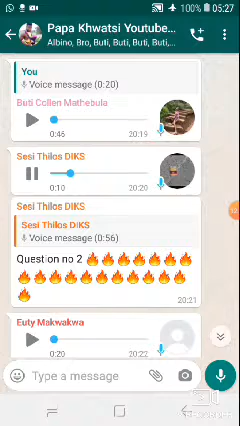 100% 05:27
Papa Khwatsi Youtube...
Albino, Bro, Buti, Buti, Buti, Buti,...
You
Voice message (0:20)
Buti Collen Mathebula
0:46 20:19
Sesi Thilos DIKS
0:10 20:20
Sesi Thilos DIKS
Sesi Thilos DIKS
Voice message (0:56)
Question no 2 🔥🔥🔥🔥🔥🔥🔥
🔥🔥🔥🔥🔥🔥🔥🔥🔥🔥🔥
🔥
20:21
Euty Makwakwa
0:20 20:22
Type a message